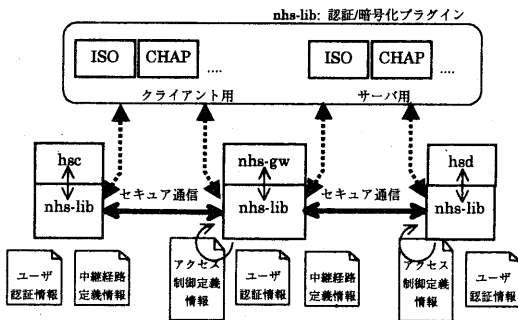 nhs-lib: 認証/暗号化プラグイン
ISO CHAP .... ISO CHAP ....
クライアント用 サーバ用
hsc nhs-gw hsd
セキュア通信 セキュア通信
nhs-lib nhs-lib nhs-lib
ユーザ
認証情報
中継経路
定義情報
アクセス
制御定義
情報
ユーザ
認証情報
中継経路
定義情報
アクセス
制御定義
情報
ユーザ
認証情報